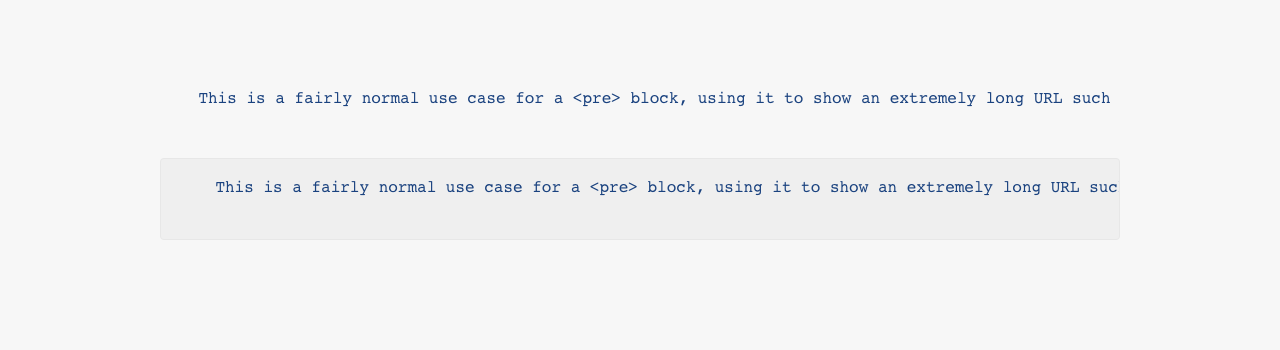 This is a fairly normal use case for a <pre> block, using it to show an extremely long URL such
This is a fairly normal use case for a <pre> block, using it to show an extremely long URL suc